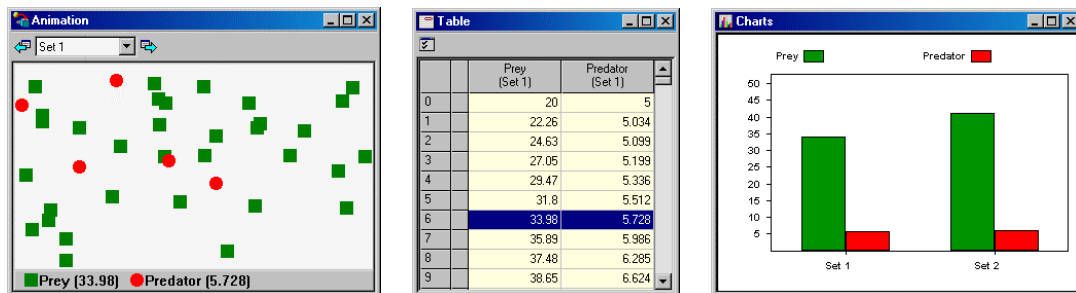 Animation
Set 1
Prey (33.98) Predator (5.728)
Table
Prey (Set 1) Predator (Set 1)
0 20 5
1 22.26 5.034
2 24.63 5.099
3 27.05 5.199
4 29.47 5.336
5 31.8 5.512
6 33.98 5.728
7 35.89 5.986
8 37.48 6.285
9 38.65 6.624
Charts
Prey Predator
50
45
40
35
30
25
20
15
10
5
Set 1 Set 2